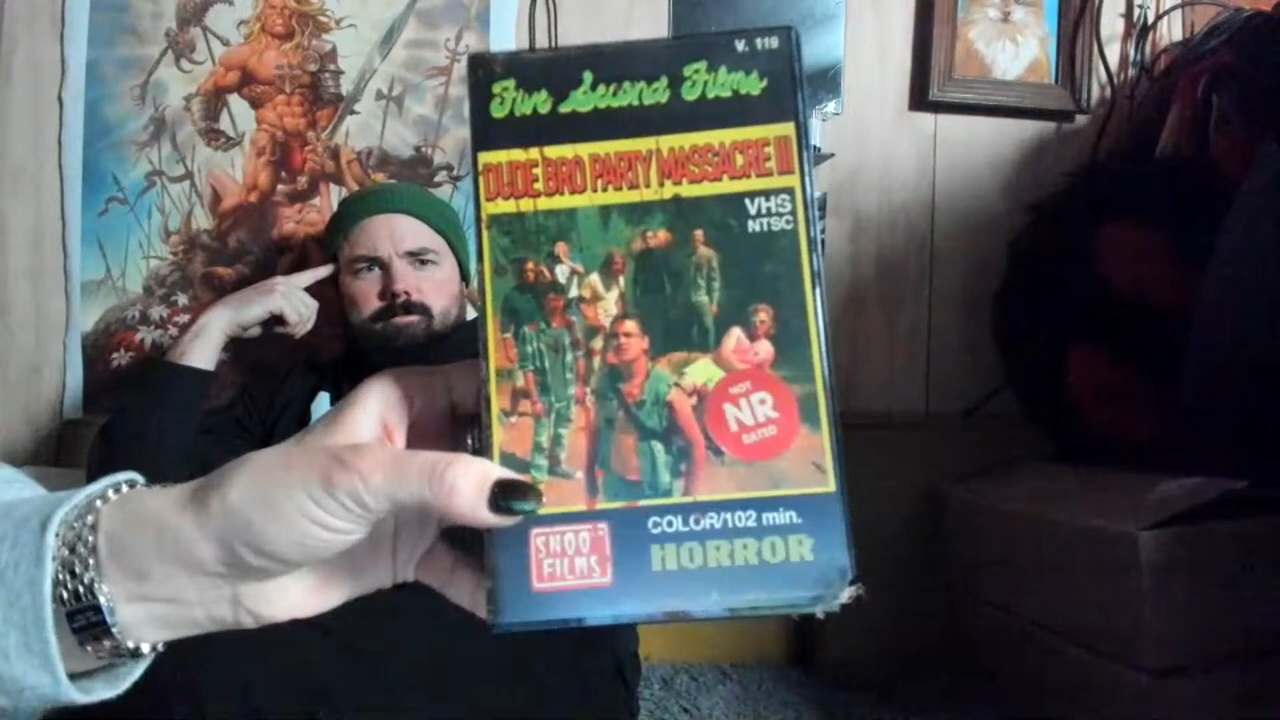 V. 119
Five Second Films
DUDE BRO PARTY MASSACRE III
VHS
NTSC
NOT
NR
RATED
SNOO
FILMS
COLOR/102 min.
HORROR